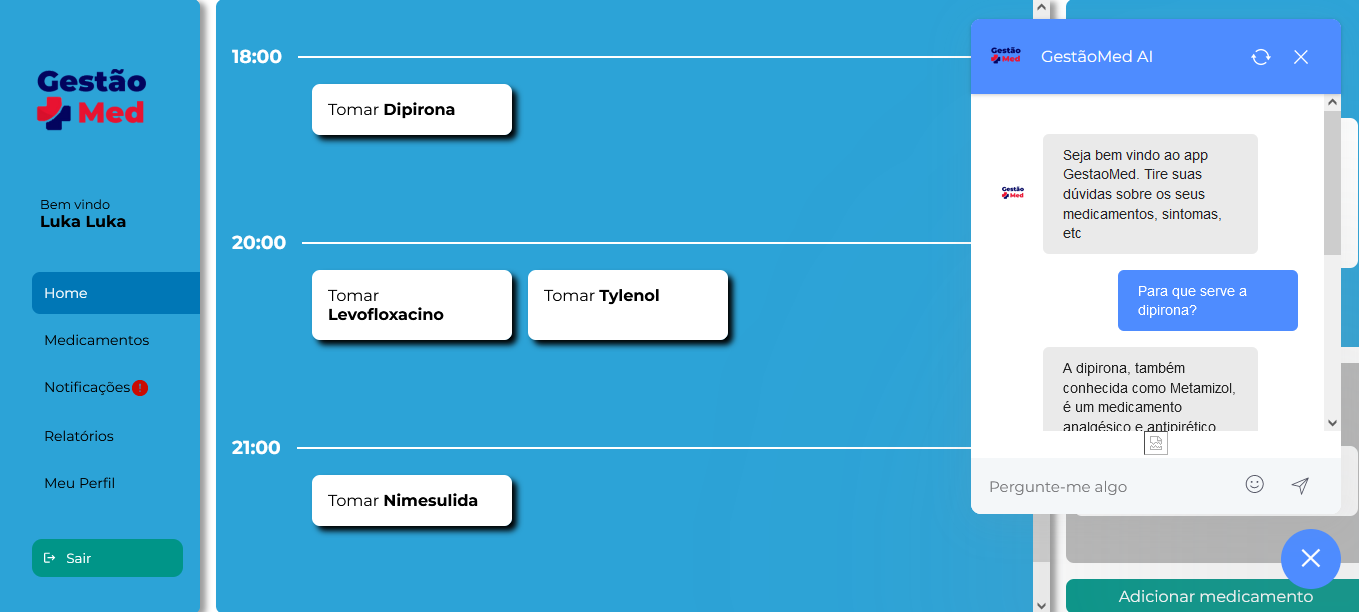 Gestão
Med
Bem vindo
Luka Luka
Home
Medicamentos
Notificações!
Relatórios
Meu Perfil
Sair
18:00
Tomar Dipirona
20:00
Tomar
Levofloxacino
Tomar Tylenol
21:00
Tomar Nimesulida
Gestão
Med
GestãoMed AI
Gestão
Med
Seja bem vindo ao app
GestaoMed. Tire suas
dúvidas sobre os seus
medicamentos, sintomas,
etc
Para que serve a
dipirona?
A dipirona, também
conhecida como Metamizol,
é um medicamento
analgésico e antipirético
Pergunte-me algo
Adicionar medicamento